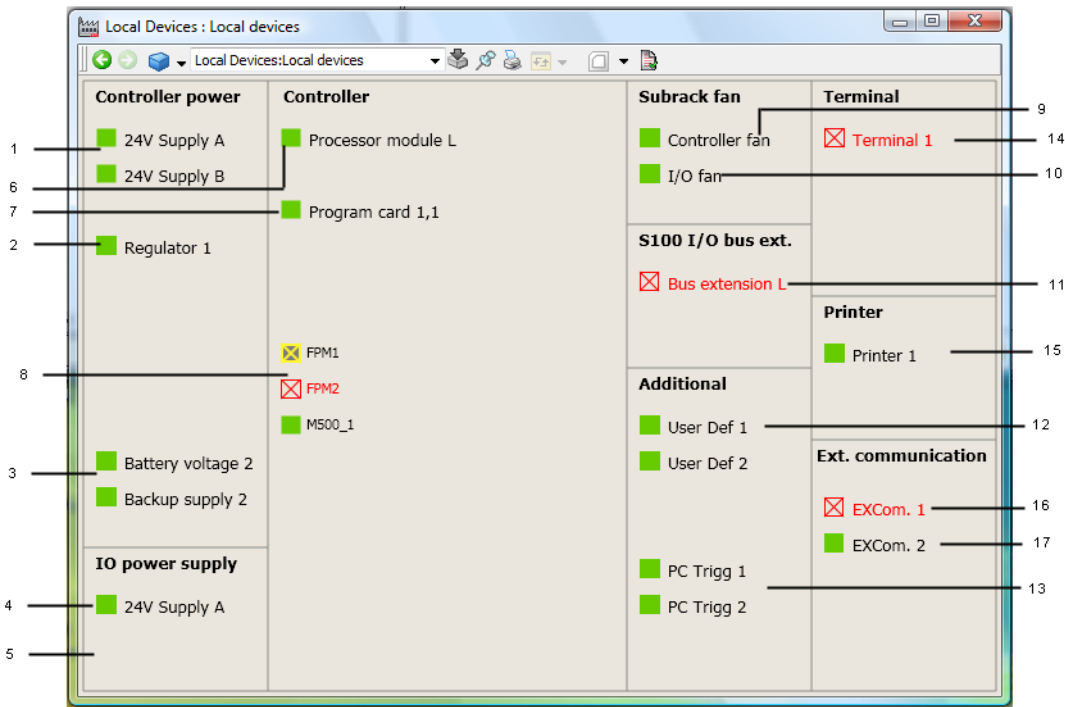 Local Devices : Local devices
Local Devices:Local devices
Controller power
24V Supply A
24V Supply B
Regulator 1
Battery voltage 2
Backup supply 2
IO power supply
24V Supply A
Controller
Processor module L
Program card 1,1
FPM1
FPM2
M500_1
Subrack fan
Controller fan
I/O fan
S100 I/O bus ext.
Bus extension L
Additional
User Def 1
User Def 2
PC Trigg 1
PC Trigg 2
Terminal
Terminal 1
Printer
Printer 1
Ext. communication
EXCom. 1
EXCom. 2
1
6
7
2
8
3
4
5
9
14
10
11
15
12
16
17
13